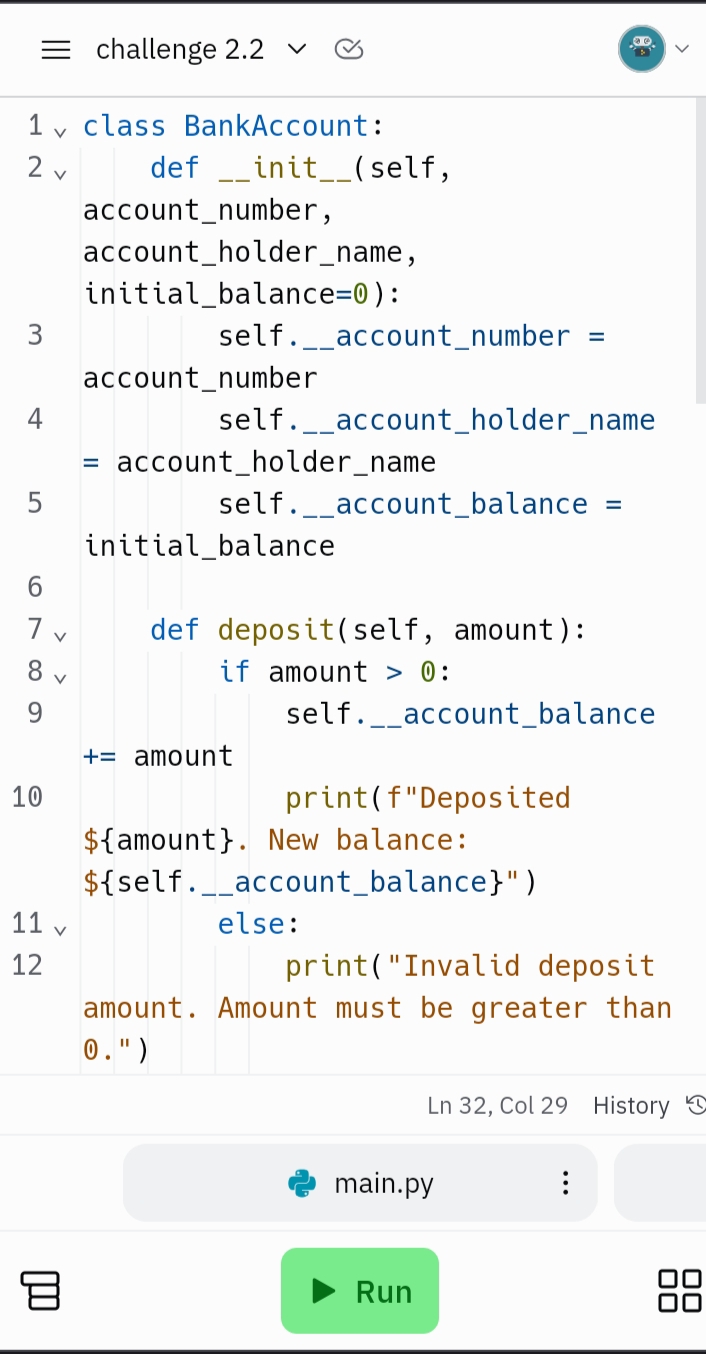 challenge 2.2
1 class BankAccount:
2 def __init__(self,
account_number,
account_holder_name,
initial_balance=0):
3 self.__account_number =
account_number
4 self.__account_holder_name
= account_holder_name
5 self.__account_balance =
initial_balance
6
7 def deposit(self, amount):
8 if amount > 0:
9 self.__account_balance
+= amount
10 print(f"Deposited
${amount}. New balance:
${self.__account_balance}")
11 else:
12 print("Invalid deposit
amount. Amount must be greater than
0.")
Ln 32, Col 29 History
main.py
Run